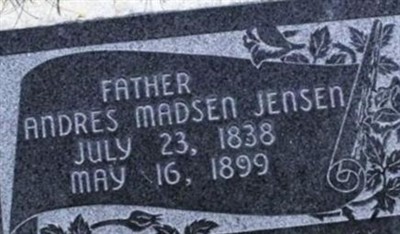 FATHER
ANDRES MADSEN JENSEN
JULY 23, 1838
MAY 16, 1899